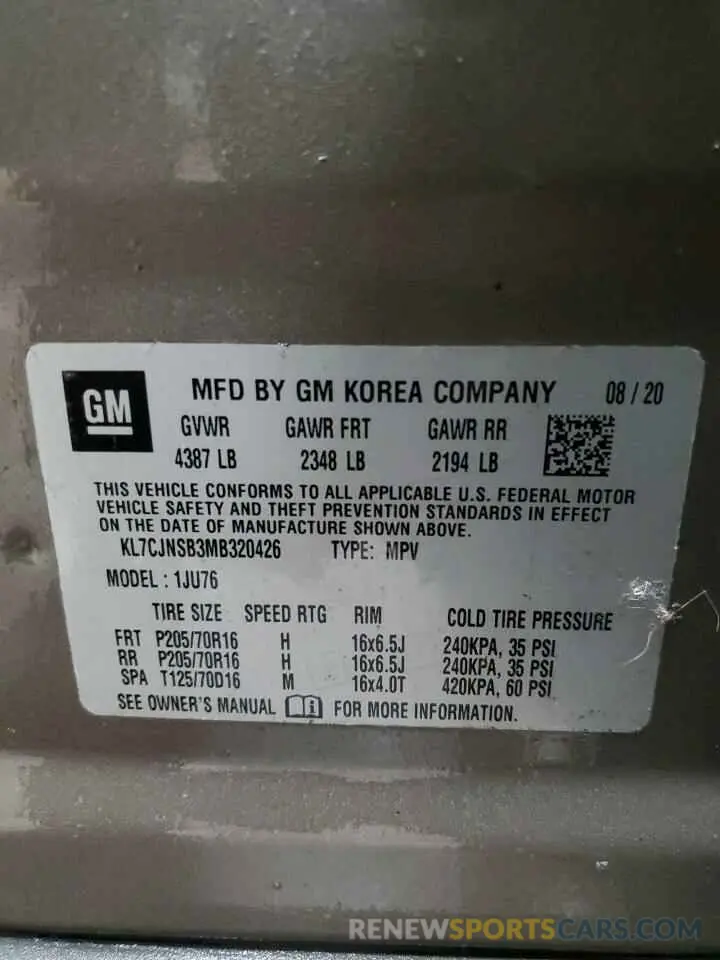 GM
MFD BY GM KOREA COMPANY 08 / 20
GVWR GAWR FRT GAWR RR
4387 LB 2348 LB 2194 LB
THIS VEHICLE CONFORMS TO ALL APPLICABLE U.S. FEDERAL MOTOR
VEHICLE SAFETY AND THEFT PREVENTION STANDARDS IN EFFECT
ON THE DATE OF MANUFACTURE SHOWN ABOVE.
KL7CJNSB3MB320426 TYPE: MPV
MODEL : 1JU76
TIRE SIZE SPEED RTG RIM COLD TIRE PRESSURE
FRT P205/70R16 H 16x6.5J 240KPA, 35 PSI
RR P205/70R16 H 16x6.5J 240KPA, 35 PSI
SPA T125/70D16 M 16x4.0T 420KPA, 60 PSI
SEE OWNER'S MANUAL i FOR MORE INFORMATION.
RENEWSPORTSCARS.COM